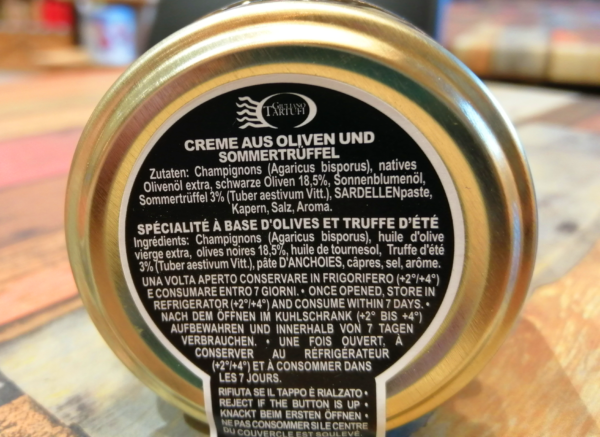 GIULIANO
TARTUFI
CREME AUS OLIVEN UND
SOMMERTRÜFFEL
Zutaten: Champignons (Agaricus bisporus), natives
Olivenöl extra, schwarze Oliven 18,5%, Sonnenblumenöl,
Sommertrüffel 3% (Tuber aestivum Vitt.), SARDELLENpaste,
Kapern, Salz, Aroma.
SPÉCIALITÉ À BASE D'OLIVES ET TRUFFE D'ÉTÉ
Ingrédients: Champignons (Agaricus bisporus), huile d'olive
vierge extra, olives noires 18,5%, huile de tournesol, Truffe d'été
3% (Tuber aestivum Vitt.), pâte D'ANCHOIES, câpres, sel, arôme.
UNA VOLTA APERTO CONSERVARE IN FRIGORIFERO (+2°/+4°)
E CONSUMARE ENTRO 7 GIORNI. • ONCE OPENED, STORE IN
REFRIGERATOR (+2°/+4°) AND CONSUME WITHIN 7 DAYS. •
NACH DEM ÖFFNEN IM KUHLSCHRANK (+2° BIS +4°)
AUFBEWAHREN UND INNERHALB VON 7 TAGEN
VERBRAUCHEN. • UNE FOIS OUVERT, À
CONSERVER AU RÉFRIGÉRATEUR
(+2°/+4°) ET À CONSOMMER DANS
LES 7 JOURS.
RIFIUTA SE IL TAPPO È RIALZATO •
REJECT IF THE BUTTON IS UP •
KNACKT BEIM ERSTEN ÖFFNEN •
NE PAS CONSOMMER SI LE CENTRE
DU COUVERCLE EST SOULEVÉ